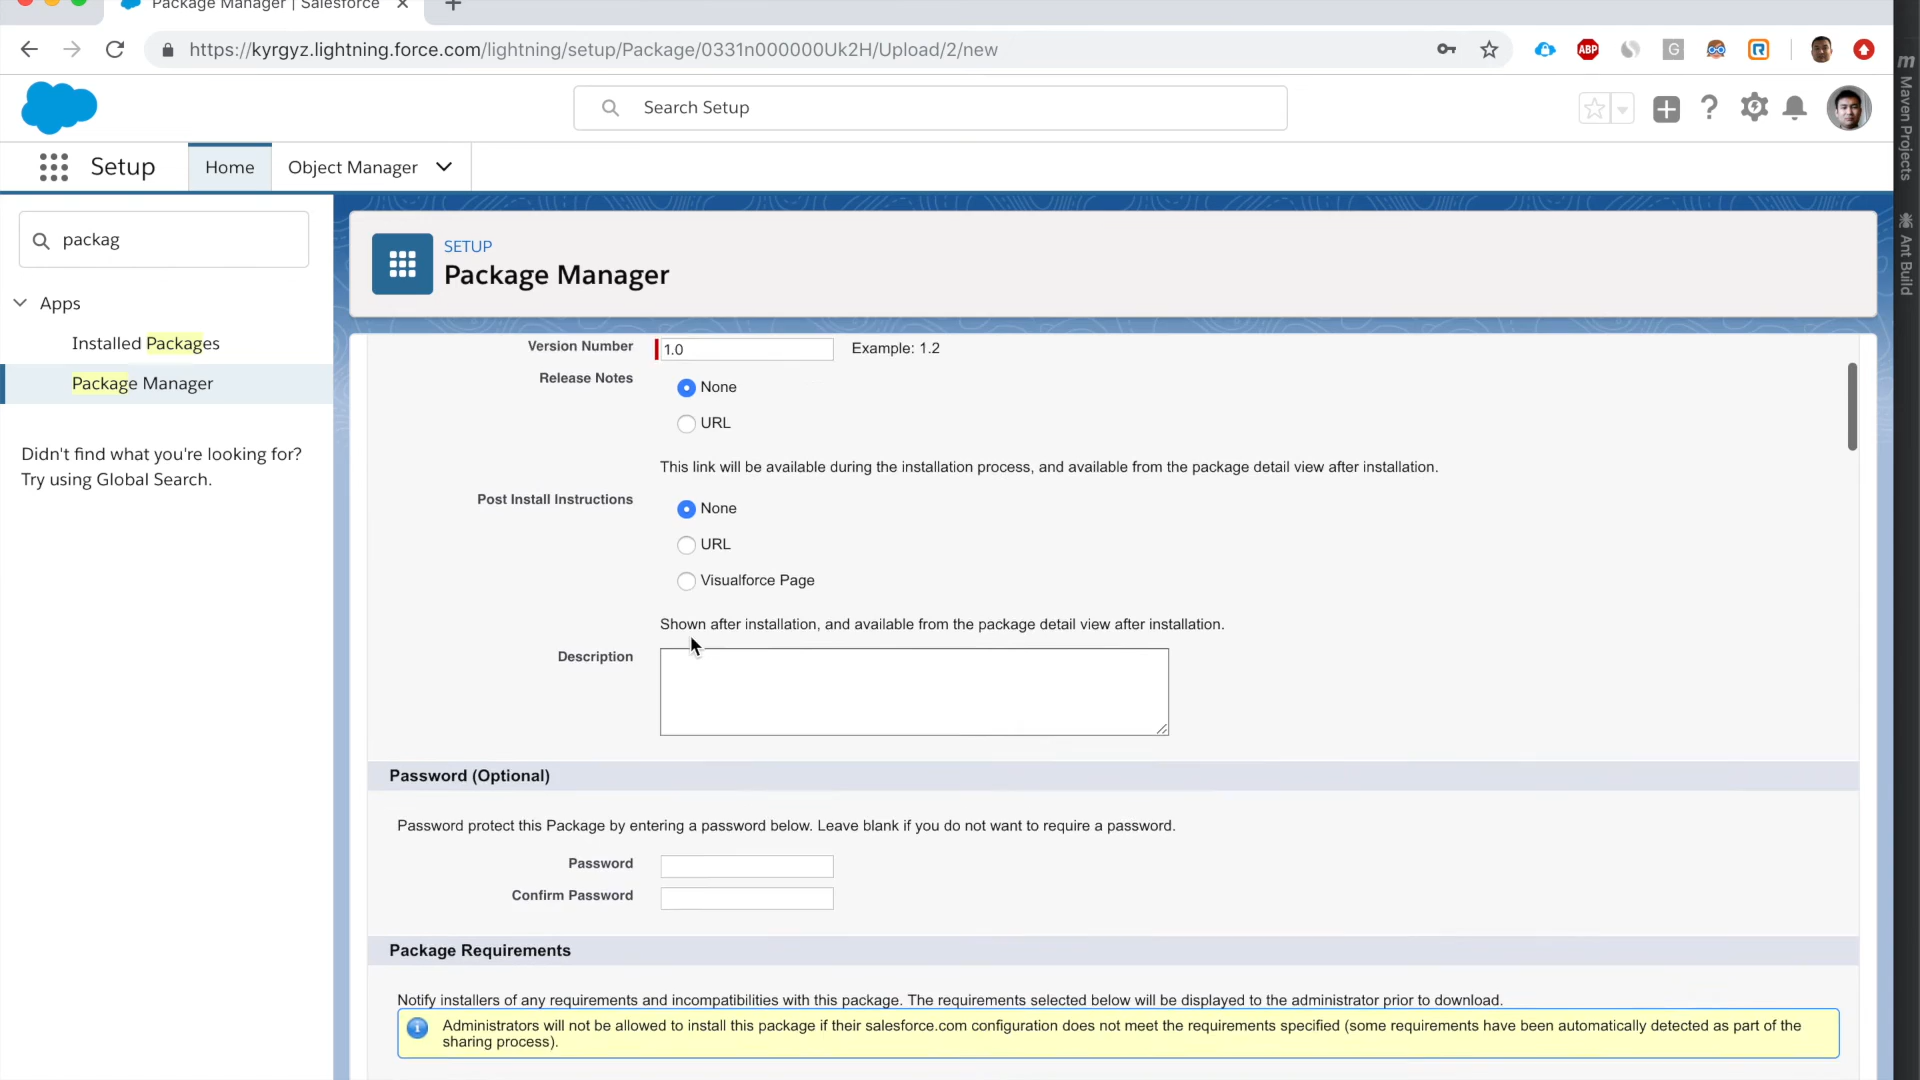 Package Manager | Salesforce
https://kyrgyz.lightning.force.com/lightning/setup/Package/0331n000000Uk2H/Upload/2/new
ABP
G
Search Setup
Setup
Home
Object Manager
packag
Apps
Installed Packages
Package Manager
Didn't find what you're looking for?
Try using Global Search.
SETUP
Package Manager
Version Number
1.0
Example: 1.2
Release Notes
None
URL
This link will be available during the installation process, and available from the package detail view after installation.
Post Install Instructions
None
URL
Visualforce Page
Shown after installation, and available from the package detail view after installation.
Description
Password (Optional)
Password protect this Package by entering a password below. Leave blank if you do not want to require a password.
Password
Confirm Password
Package Requirements
Notify installers of any requirements and incompatibilities with this package. The requirements selected below will be displayed to the administrator prior to download.
Administrators will not be allowed to install this package if their salesforce.com configuration does not meet the requirements specified (some requirements have been automatically detected as part of the
sharing process).
m Maven Projects
Ant Build